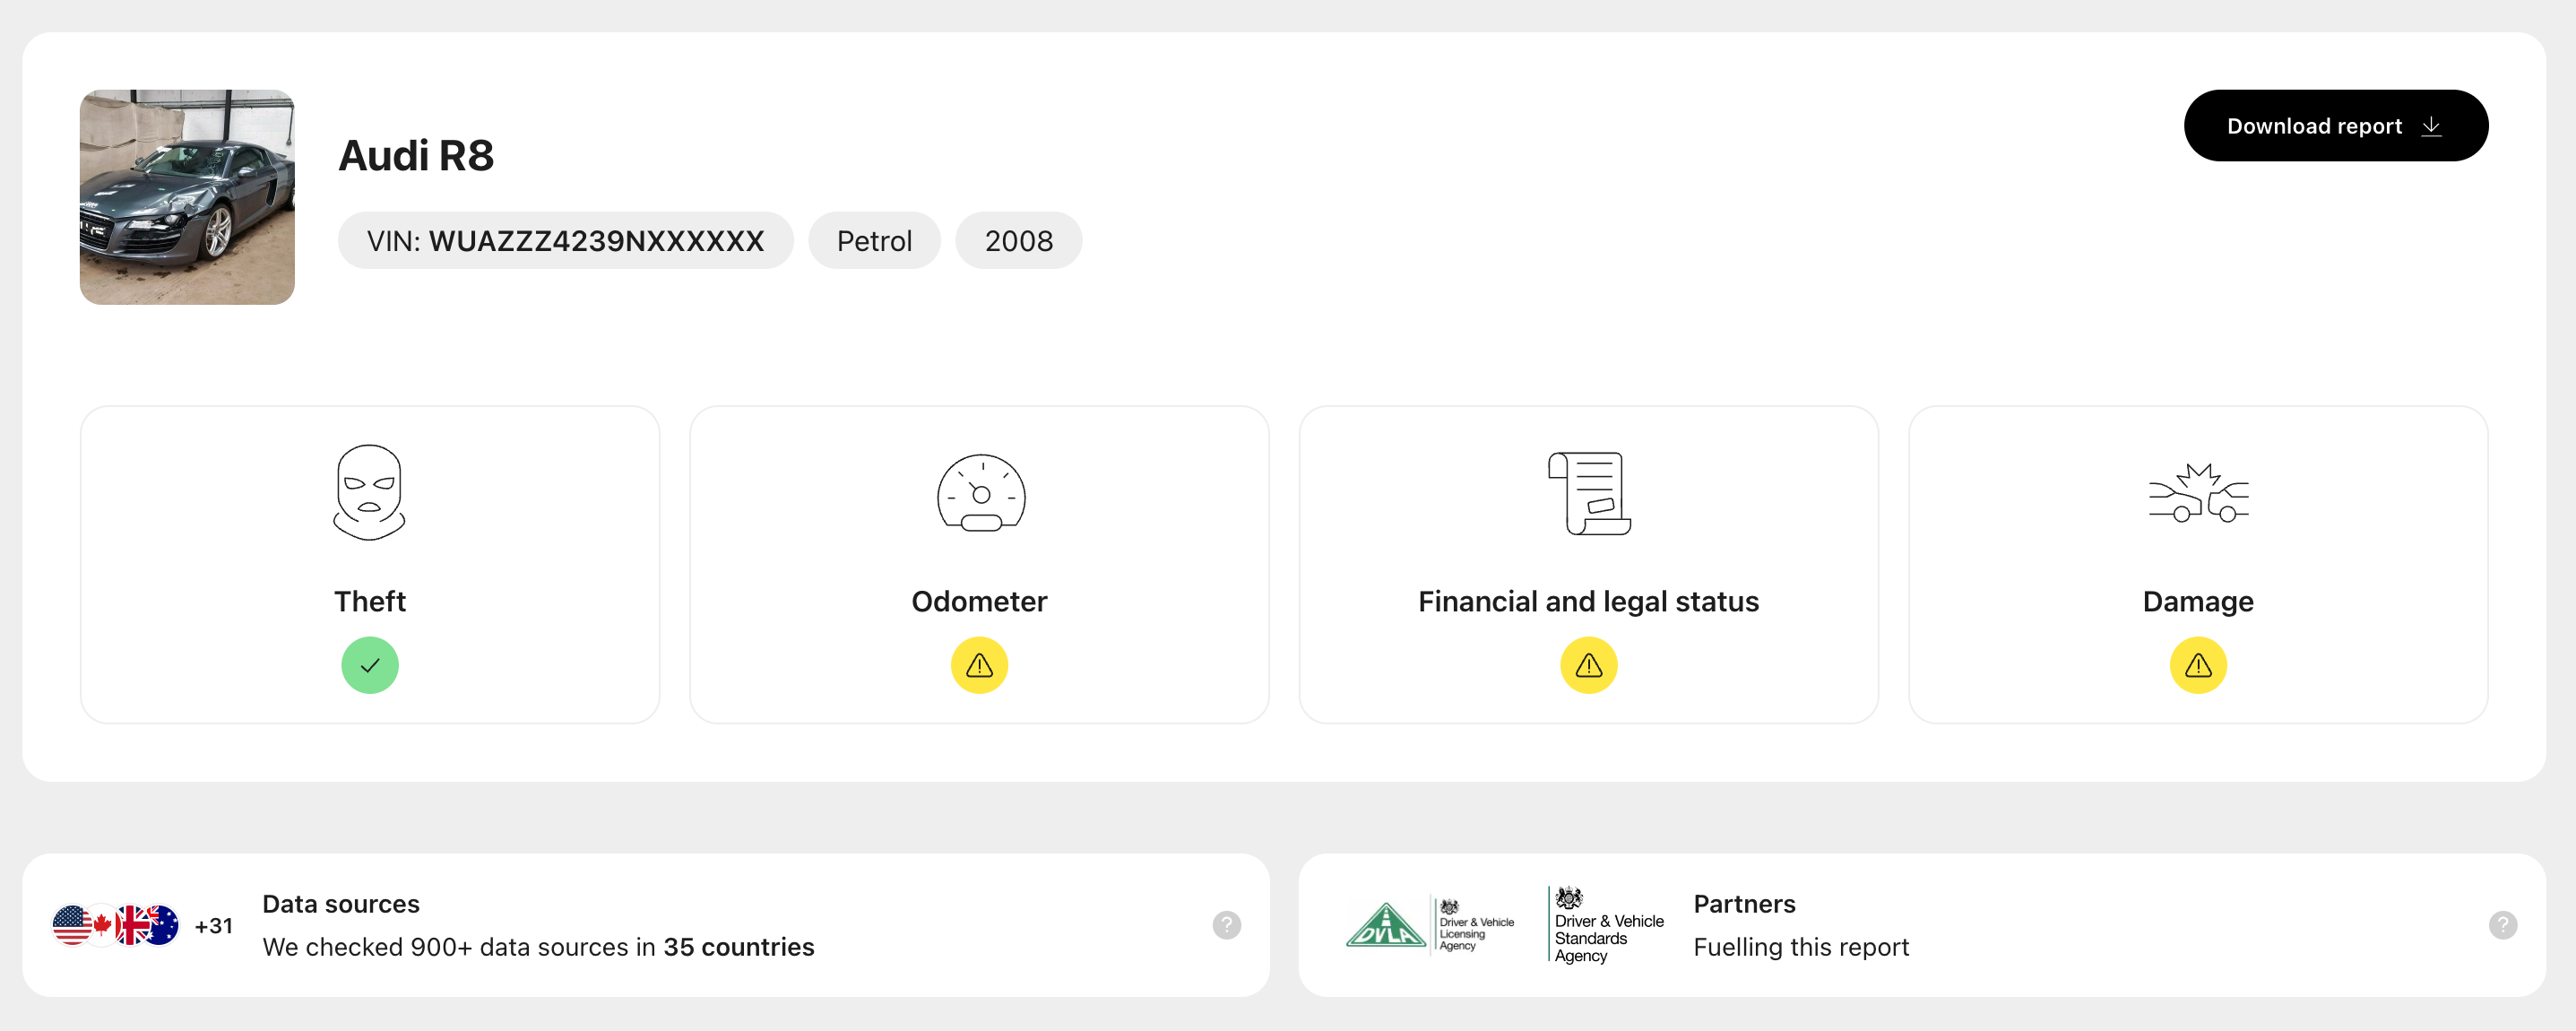 Audi R8
Download report
VIN: WUAZZZ4239NXXXXXX
Petrol
2008
Theft
Odometer
Financial and legal status
Damage
+31
Data sources
We checked 900+ data sources in 35 countries
?
DVLA
Driver & Vehicle
Licensing
Agency
Driver & Vehicle
Standards
Agency
Partners
Fuelling this report
?